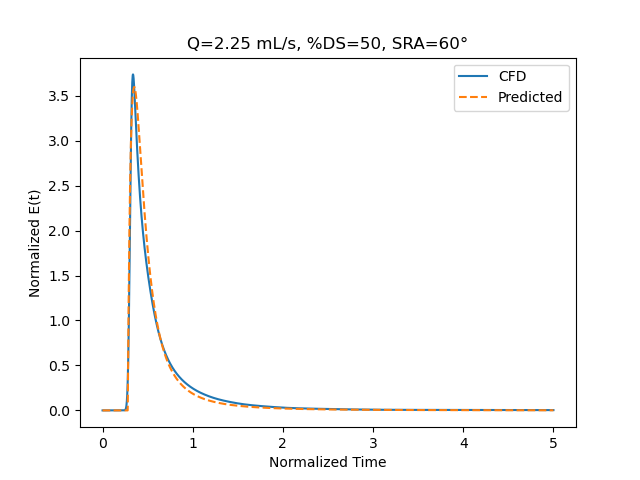 Q=2.25 mL/s, %DS=50, SRA=60°
CFD
Predicted
Normalized E(t)
3.5
3.0
2.5
2.0
1.5
1.0
0.5
0.0
0 1 2 3 4 5
Normalized Time